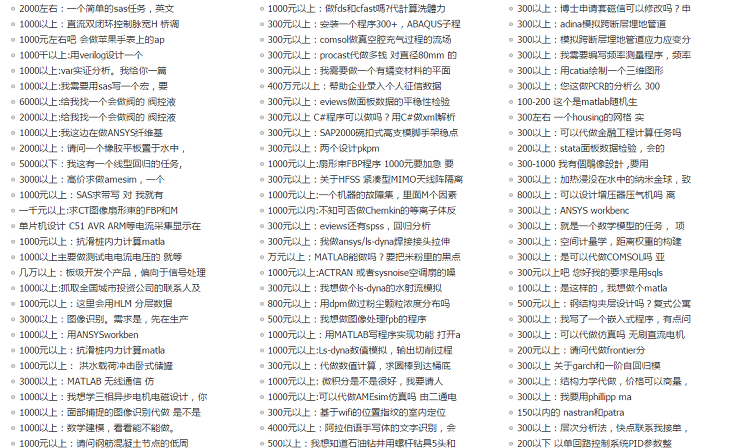 2000左右：一个简单的sas任务，英文
1000以上：直流双闭环控制脉宽H 桥调
1000元左右吧 会做苹果手表上的ap
1000千以上:用verilog设计一个
1000以上:var实证分析。我给你一篇
1000以上:我需要用sas写一个宏，要
6000以上:给我找一个会做阀的 阀控液
2000以上:给我找一个会做阀的 阀控液
1000以上:我这边在做ANSYS纤维基
2000以上：请问一个橡胶平板置于水中，
5000以下：我这有一个线型回归的任务,
3000以上：高价求做amesim，一个
1000元以上：SAS求带写 对 我就有
一千元以上:求CT图像扇形束的FBP和M
单片机设计 C51 AVR ARM等电流采集显示在
1000元以上：抗滑桩内力计算matla
1000以上主要做测试电电流电压的 就等
几万以上：板级开发个产品，偏向于信号处理
1000以上:抓取全国城市投资公司的联系人及
1000元以上：这里会用HLM 分层数据
3000以上：图像识别。需求是，先在生产
1000以上：用ANSYSworkben
1000元以上：抗滑桩内力计算matla
1000元以上： 洪水载荷冲击卧式储罐
3000以上：MATLAB 无线通信 仿
1000以上：我想学三相异步电机电磁设计，你
1000以上：面部捕捉的图像识别代做 是不是
1000以上：数学建模，看看能不能做。
1000元以上：请问钢筋混凝土节点的低周
1000元以上：做fds和cfast嗎?代計算洗體力
300元以上：安装一个程序300+，ABAQUS子程
300元以上：comsol做真空腔充气过程的流场
300元以上：procast代做多钱 对直径80mm 的
300元以上：我需要做一个有蠕变材料的平面
400万元以上：帮助企业录入个人征信数据
300元以上：eviews做面板数据的平稳性检验
300元以上 C#程序可以做吗？用C#做xml解析
300元以上：SAP2000碗扣式高支模脚手架稳点
300元以上：两个设计pkpm
1000元以上:扇形束FBP程序 1000元要加急 要
300元以上：关于HFSS 紧凑型MIMO天线阵隔离
1000元以上:一个机器的故障集，里面M个因素
1000元以内:不知可否做Chemkin的等离子体反
300元以上：eviews还有spss，回归分析
300元以上：我做ansys/ls-dyna焊接接头拉伸
万元以上：MATLAB能做吗？要把米粉里的黑点
1000元以上:ACTRAN 或者sysnoise空调扇的噪
300元以上：我想做个ls-dyna的水射流模拟
800元以上：用dpm做过粉尘颗粒浓度分布吗
500元以上：我想做图像处理fpb的程序
1000元以上：用MATLAB写程序实现功能 打开a
1000元以上:Ls-dyna数值模拟，输出切削过程
300元以上：代做数值计算，求圆棒到达桶底
1000元以上: 微积分是不是很好，我要请人
1000元以上:可以代做AMEsim仿真吗 由二通电
300元以上：基于wifi的位置指纹的室内定位
4000元以上：阿拉伯语手写体的文字识别，会
500以上：我想知道石油钻井用螺杆钻具5头和
300以上：博士申请真磁信可以修改吗？申
300以上：adina模拟跨断层埋地管道
300以上：模拟跨断层埋地管道应力应变分
300以上：我需要编写频率测量程序，频率
300以上：用catia绘制一个三维图形
300以上：您这做PCR的分析么 300
100-200 这个是matlab随机生
300左右 一个housing的网格 实
300以上：可以代做金融工程计算任务吗
200以上：stata面板数据检验，会的
300-1000 我有個鵰像設計 ,要用
300以上：加热浸没在水中的纳米金球，致
800以上：可以设计增压器压气机吗 离
300以上：ANSYS workbenc
300以上：就是一个数学模型的任务， 项
300以上：空间计量学，距离权重的构建
300以上：是可以代做COMSOL吗 亚
300元以上吧 您好我的要求是用sqls
100以上：是这样的，我想做个matla
500元以上：钢结构夹层设计吗？复式公寓
300以上：我写了一个嵌入式程序，有点问
300以上：可以代做仿真吗 无刷直流电机
200元以上：请问代做frontier分
300以上 关于garch和一阶自回归模
300以上：结构力学代做，价格可以商量，
300以上：我要用phillipp ma
150以内的 nastran和patra
300以上：层次分析法，快点联系我接单，
200以下 以单回路控制系统PID参数整